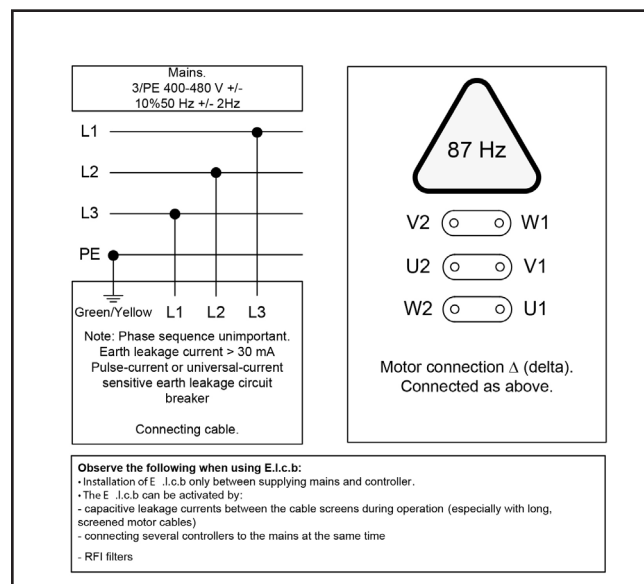 Mains.
3/PE 400-480 V +/-
10%50 Hz +/- 2Hz
L1
L2
L3
PE
Green/Yellow L1 L2 L3
Note: Phase sequence unimportant.
Earth leakage current > 30 mA
Pulse-current or universal-current
sensitive earth leakage circuit
breaker
Connecting cable.
87 Hz
V2 W1
U2 V1
W2 U1
Motor connection Δ (delta).
Connected as above.
Observe the following when using E.l.c.b:
• Installation of E .l.c.b only between supplying mains and controller.
• The E .l.c.b can be activated by:
- capacitive leakage currents between the cable screens during operation (especially with long,
screened motor cables)
- connecting several controllers to the mains at the same time
- RFI filters